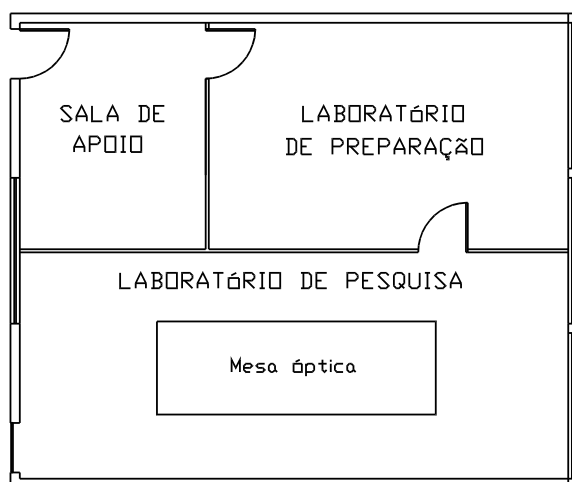 SALA DE
APOIO
LABORATóRIO
DE PREPARAÇÃO
LABORATóRIO DE PESQUISA
Mesa óptica